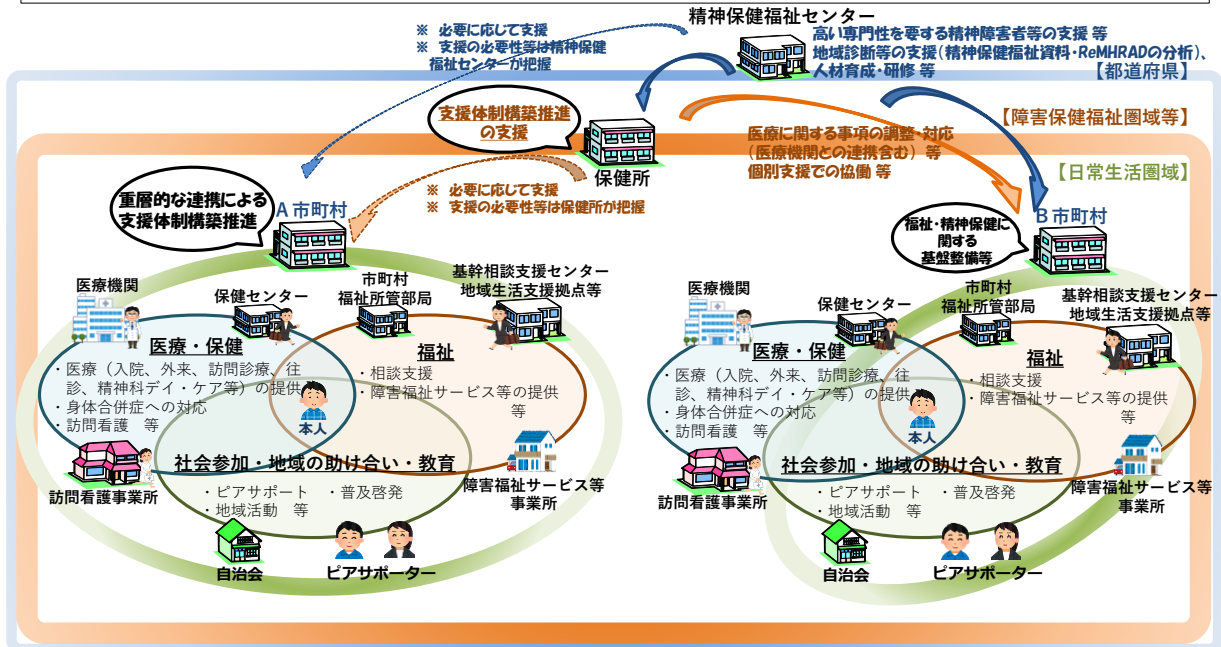 精神保健福祉センター
※ 必要に応じて支援
※ 支援の必要性等は精神保健
福祉センターが把握
高い専門性を要する精神障害者等の支援 等
地域診断等の支援(精神保健福祉資料・ReMHRADの分析)、
人材育成・研修 等
【都道府県】
支援体制構築推進
の支援
保健所
【障害保健福祉圏域等】
医療に関する事項の調整・対応
(医療機関との連携含む) 等
個別支援での協働 等
【日常生活圏域】
※ 必要に応じて支援
※ 支援の必要性等は保健所が把握
重層的な連携による
支援体制構築推進
A市町村
医療機関
保健センター
市町村
福祉所管部局
基幹相談支援センター
地域生活支援拠点等
医療・保健
・医療(入院、外来、訪問診療、往
診、精神科デイ・ケア等)の提供
・身体合併症への対応
・訪問看護 等
福祉
・相談支援
・障害福祉サービス等の提供
等
本人
社会参加・地域の助け合い・教育
・ピアサポート ・普及啓発
・地域活動 等
訪問看護事業所
障害福祉サービス等
事業所
自治会
ピアサポーター
福祉・精神保健に
関する
基盤整備等
B市町村
医療機関
保健センター
市町村
福祉所管部局
基幹相談支援センター
地域生活支援拠点等
医療・保健
・医療(入院、外来、訪問診療、往
診、精神科デイ・ケア等)の提供
・身体合併症への対応
・訪問看護 等
福祉
・相談支援
・障害福祉サービス等の提供
等
本人
社会参加・地域の助け合い・教育
・ピアサポート ・普及啓発
・地域活動 等
訪問看護事業所
障害福祉サービス等
事業所
自治会
ピアサポーター